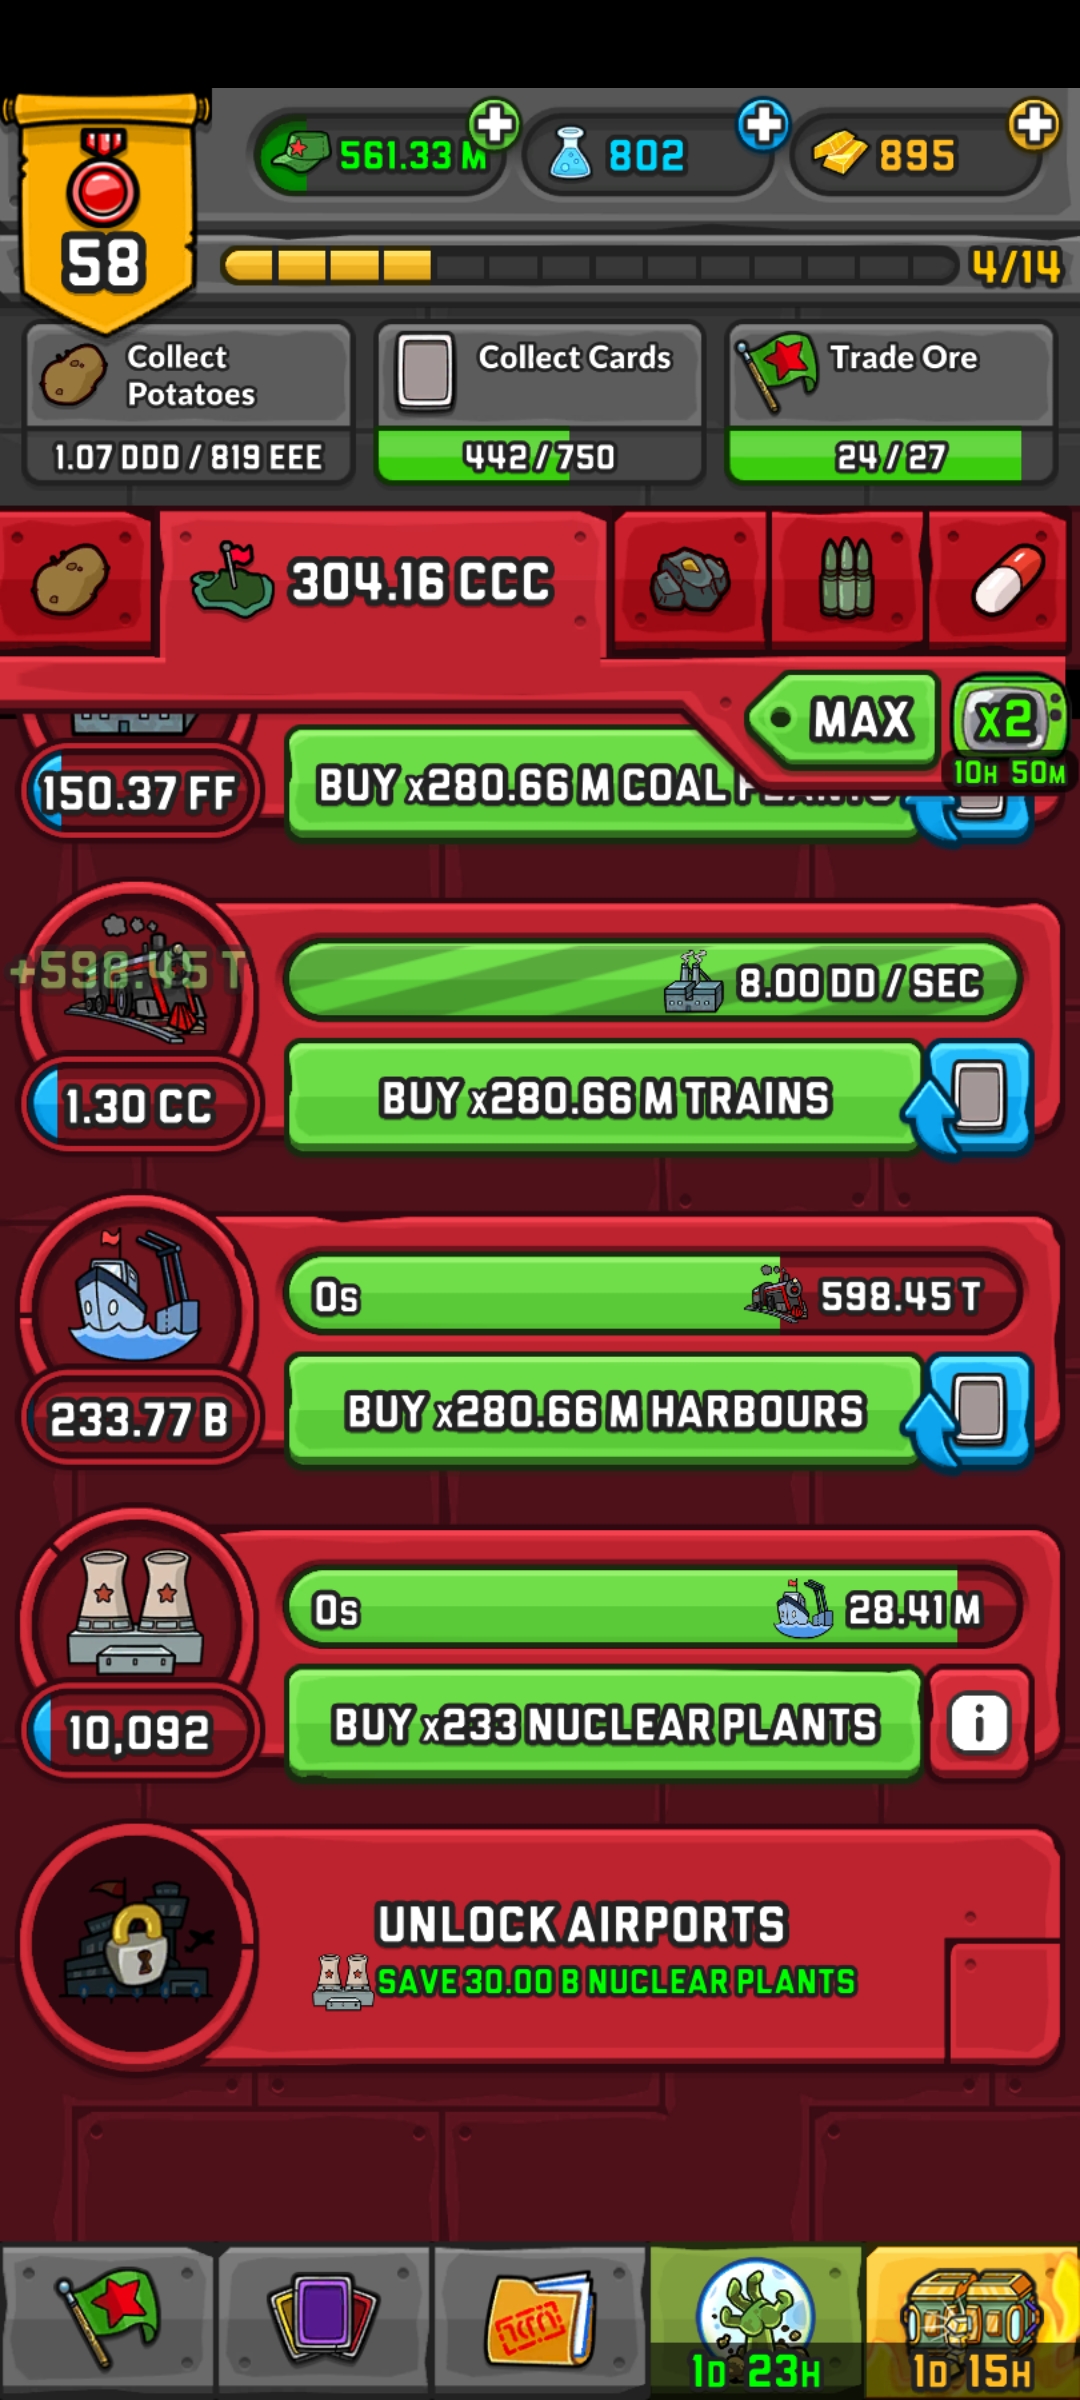 561.33 M
802
895
58
4/14
Collect
Potatoes
1.07 DDD / 819 EEE
Collect Cards
442/750
Trade Ore
24/27
304.16 CCC
MAX
x2
10H 50M
150.37 FF
BUY x280.66 M COAL PLANTS
+598.45 T
8.00 DD / SEC
1.30 CC
BUY x280.66 M TRAINS
0s
598.45 T
233.77 B
BUY x280.66 M HARBOURS
0s
28.41 M
10,092
BUY x233 NUCLEAR PLANTS
i
UNLOCK AIRPORTS
SAVE 30.00 B NUCLEAR PLANTS
1D 23H
1D 15H